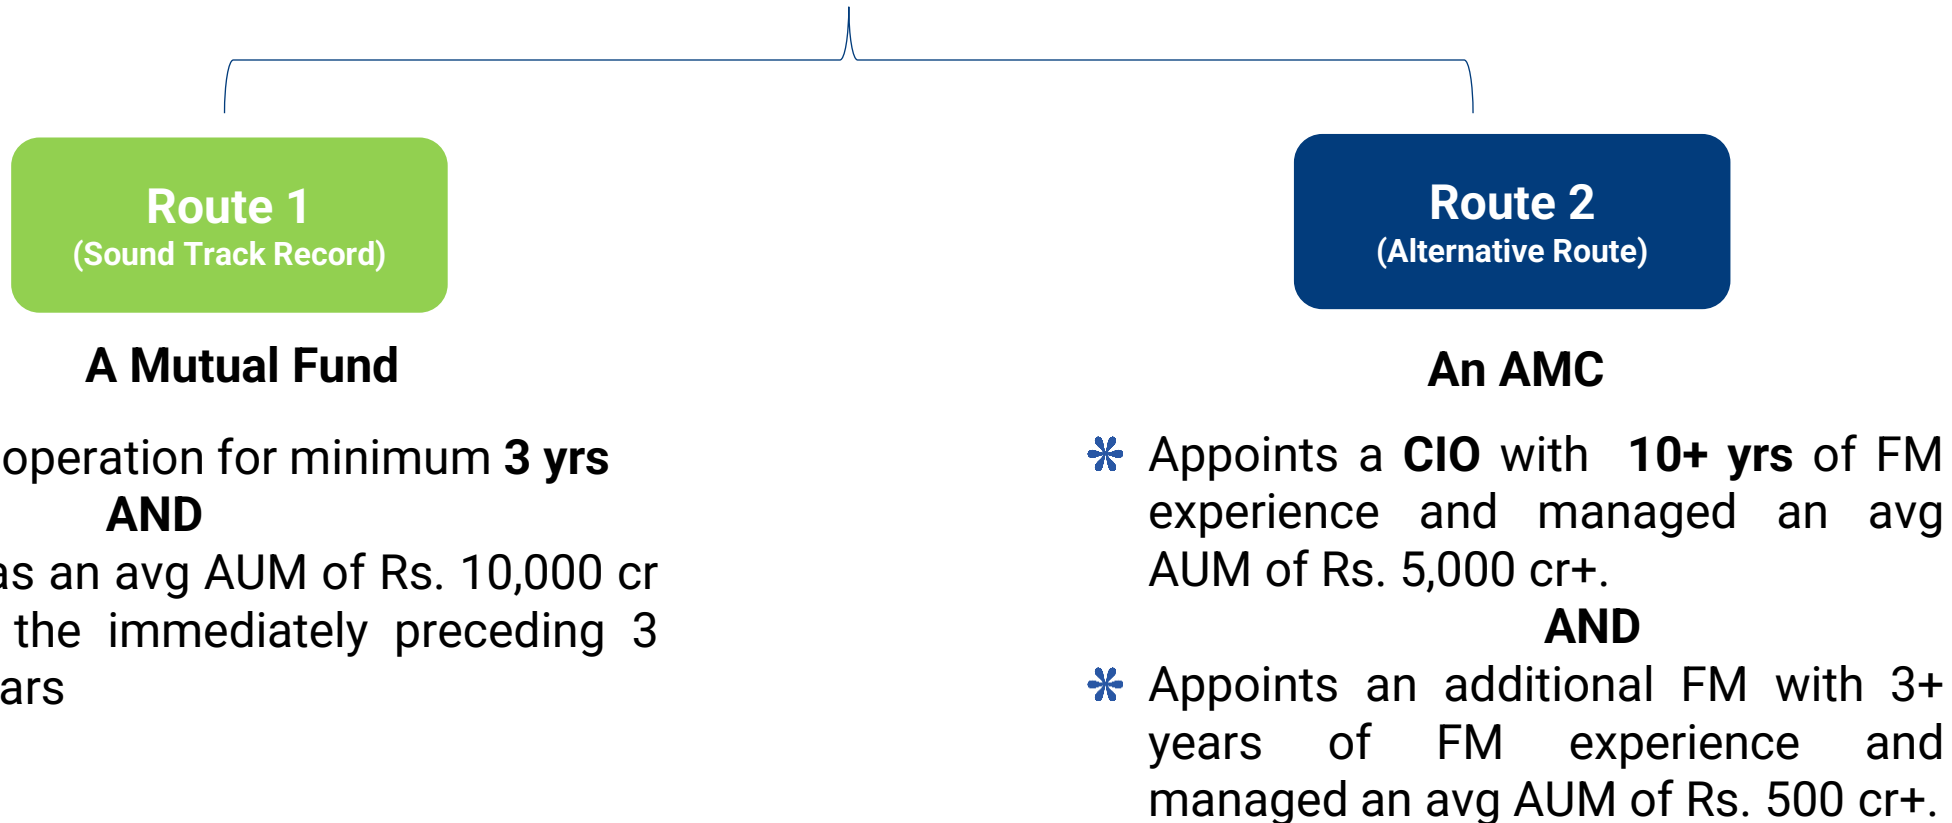 Route 1
(Sound Track Record)
A Mutual Fund
operation for minimum 3 yrs
AND
as an avg AUM of Rs. 10,000 cr
the immediately preceding 3
ars
Route 2
(Alternative Route)
An AMC
Appoints a CIO with 10+ yrs of FM
experience and managed an avg
AUM of Rs. 5,000 cr+.
AND
Appoints an additional FM with 3+
years of FM experience and
managed an avg AUM of Rs. 500 cr+.